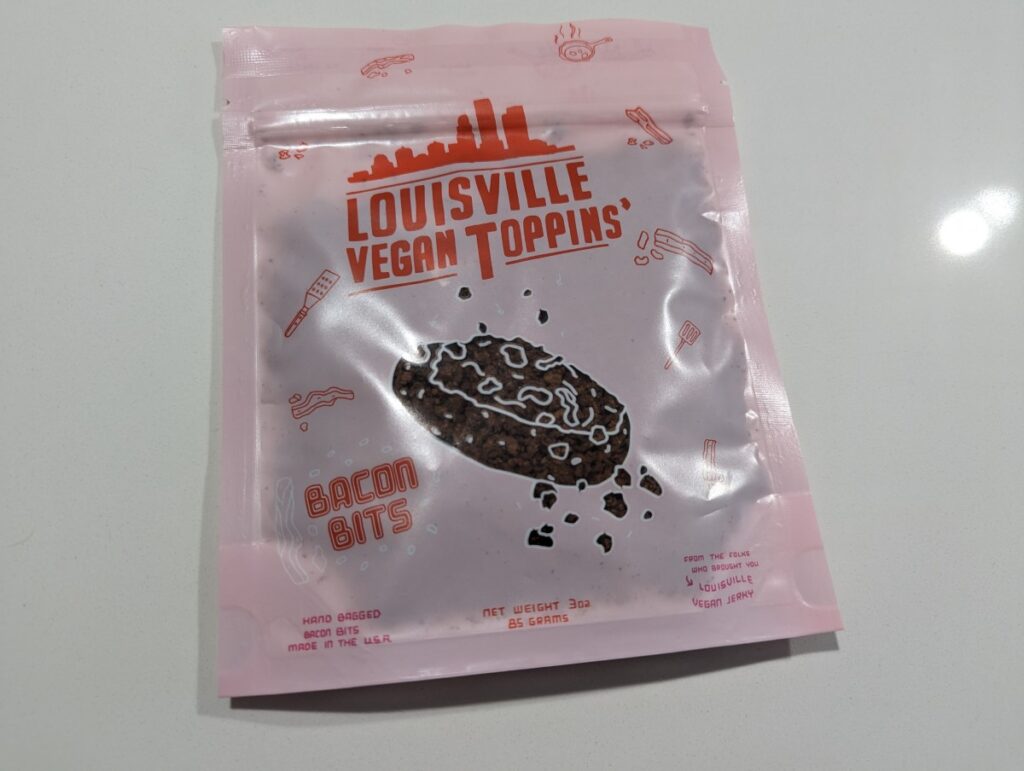 LOUISVILLE
VEGAN TOPPINS'
BACON
BITS
HAND BAGGED
BACON BITS
MADE IN THE U.S.A.
NET WEIGHT 3oz
85 GRAMS
FROM THE FOLKS
WHO BROUGHT YOU
LOUISVILLE
VEGAN JERKY